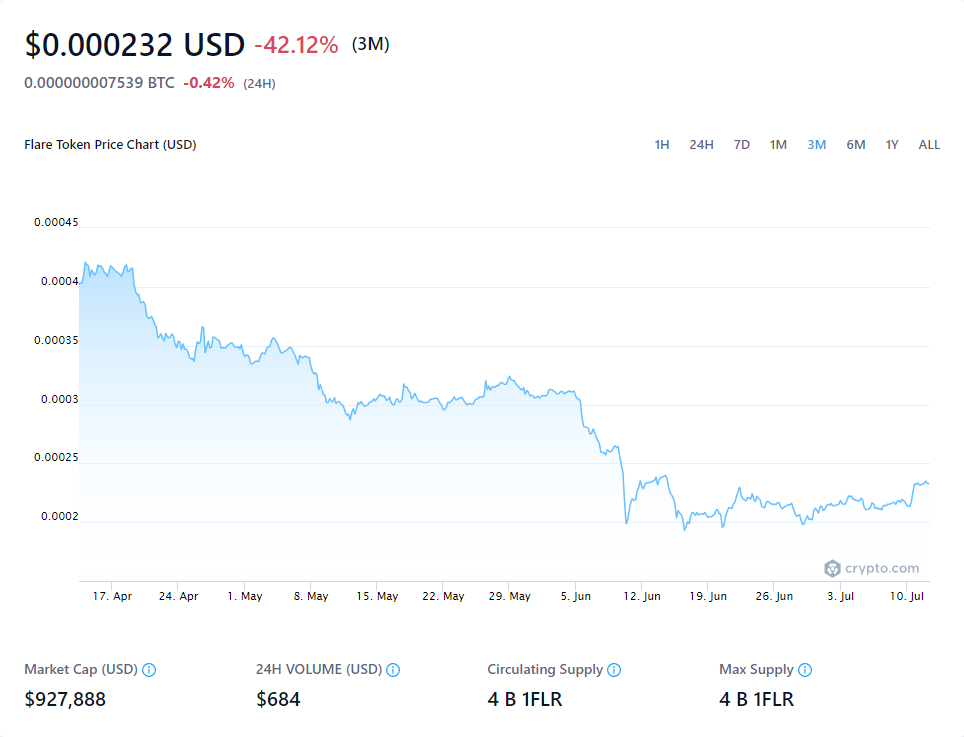 $0.000232 USD -42.12% (3M)
0.000000007539 BTC -0.42% (24H)
Flare Token Price Chart (USD) 1H 24H 7D 1M 3M 6M 1Y ALL
0.00045
0.0004
0.00035
0.0003
0.00025
0.0002
crypto.com
17. Apr 24. Apr 1. May 8. May 15. May 22. May 29. May 5. Jun 12. Jun 19. Jun 26. Jun 3. Jul 10. Jul
Market Cap (USD) 24H VOLUME (USD) Circulating Supply Max Supply
$927,888 $684 4 B 1FLR 4 B 1FLR